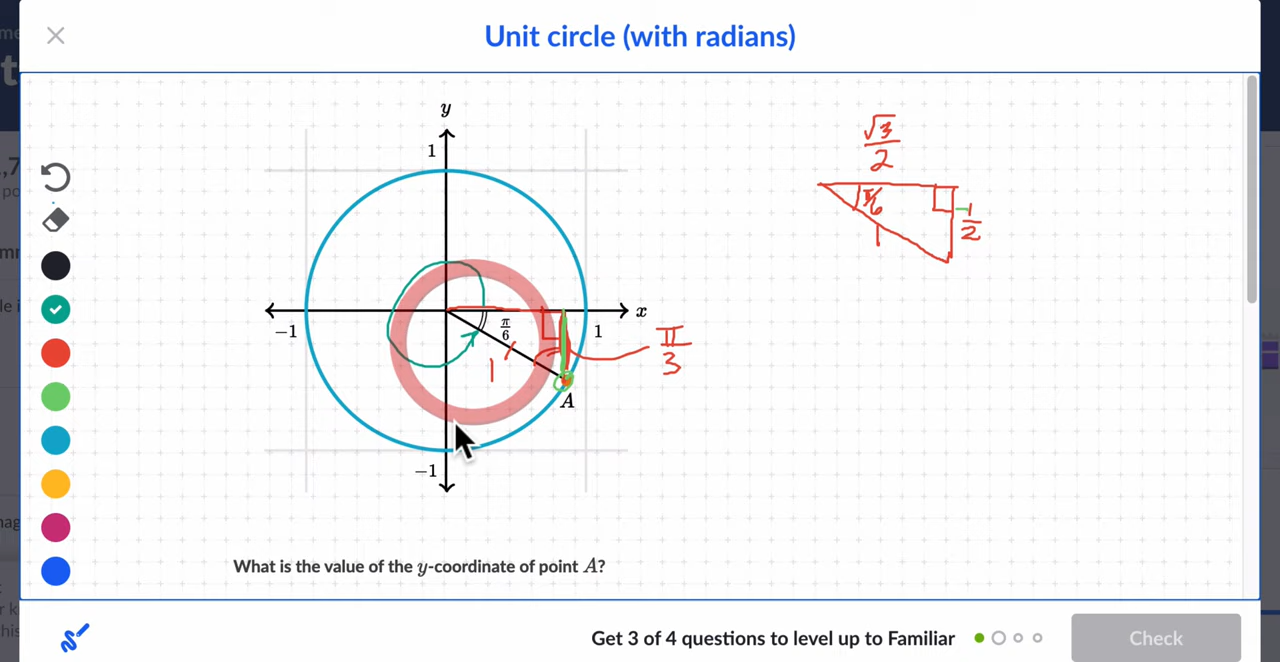 Unit circle (with radians)
y
1
x
−1
1
π/6
1
A
−1
π/3
√3/2
π/6
1
-1/2
What is the value of the y-coordinate of point A?
Get 3 of 4 questions to level up to Familiar
Check